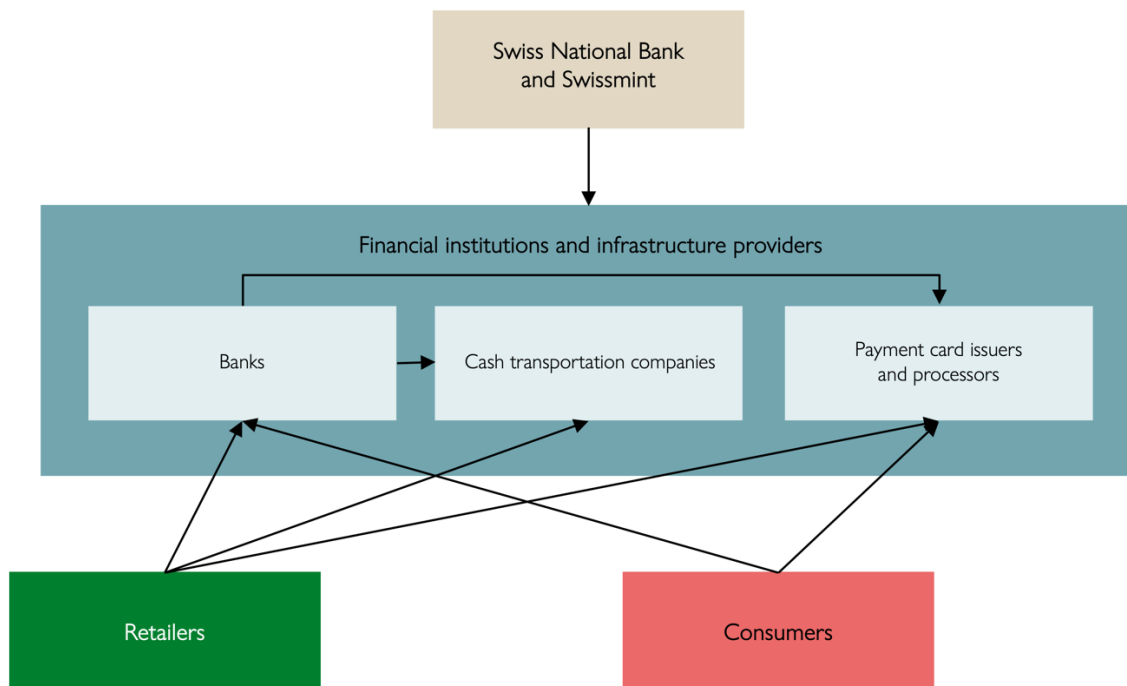 Swiss National Bank
and Swissmint
Financial institutions and infrastructure providers
Banks
Cash transportation companies
Payment card issuers
and processors
Retailers
Consumers